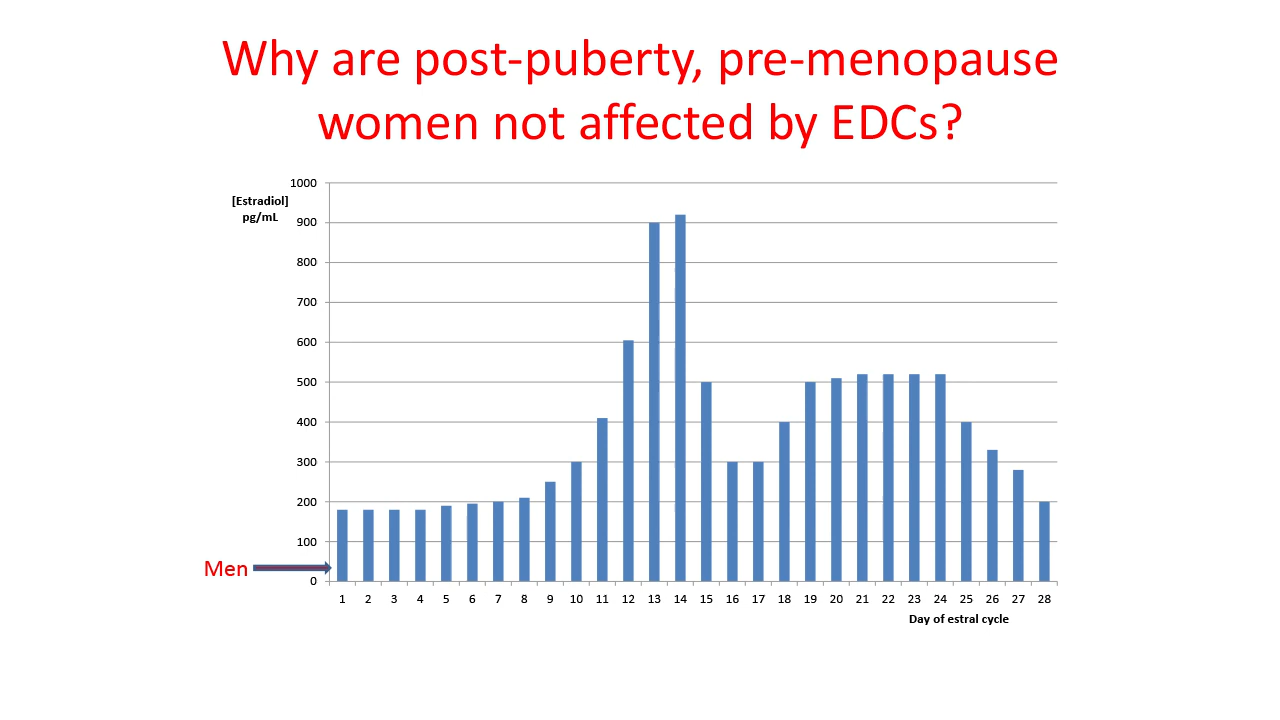 Why are post-puberty, pre-menopause
women not affected by EDCs?
[Estradiol]
pg/mL
1000
900
800
700
600
500
400
300
200
100
0
Men
1 2 3 4 5 6 7 8 9 10 11 12 13 14 15 16 17 18 19 20 21 22 23 24 25 26 27 28
Day of estral cycle